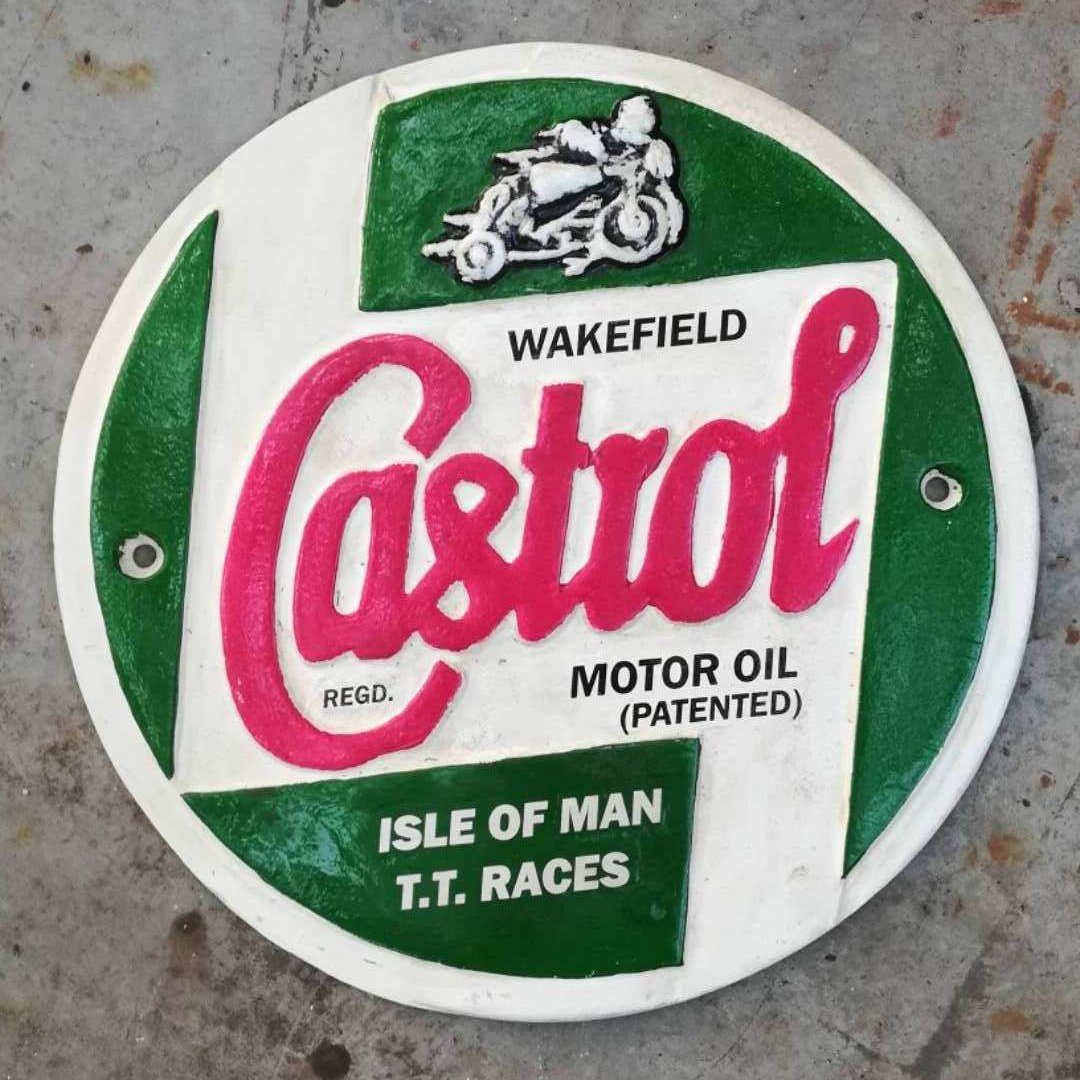 WAKEFIELD
Castrol
REGD.
MOTOR OIL
(PATENTED)
ISLE OF MAN
T.T. RACES